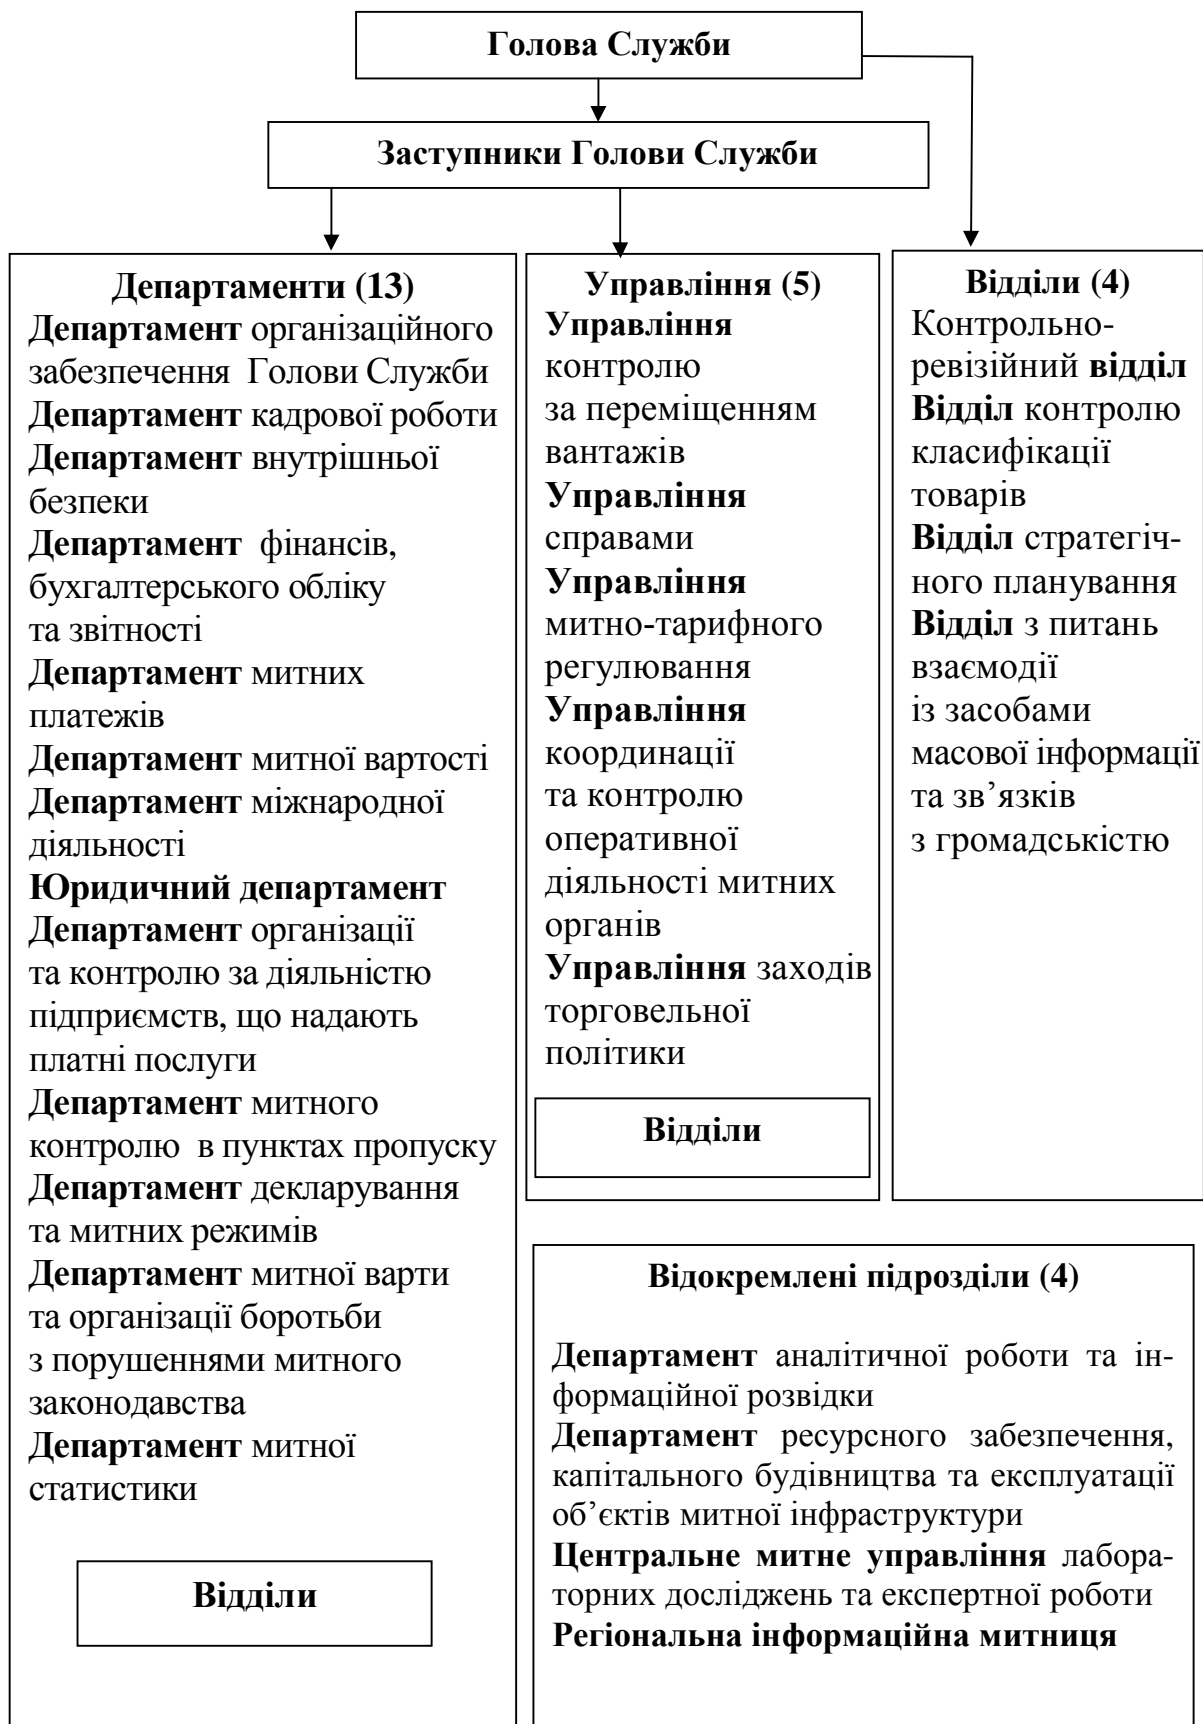 Голова Служби
Заступники Голови Служби
Департаменти (13)
Департамент організаційного
забезпечення Голови Служби
Департамент кадрової роботи
Департамент внутрішньої
безпеки
Департамент фінансів,
бухгалтерського обліку
та звітності
Департамент митних
платежів
Департамент митної вартості
Департамент міжнародної
діяльності
Юридичний департамент
Департамент організації
та контролю за діяльністю
підприємств, що надають
платні послуги
Департамент митного
контролю в пунктах пропуску
Департамент декларування
та митних режимів
Департамент митної варти
та організації боротьби
з порушеннями митного
законодавства
Департамент митної
статистики
Відділи
Управління (5)
Управління
контролю
за переміщенням
вантажів
Управління
справами
Управління
митно-тарифного
регулювання
Управління
координації
та контролю
оперативної
діяльності митних
органів
Управління заходів
торговельної
політики
Відділи
Відділи (4)
Контрольно-
ревізійний відділ
Відділ контролю
класифікації
товарів
Відділ стратегіч-
ного планування
Відділ з питань
взаємодії
із засобами
масової інформації
та зв’язків
з громадськістю
Відокремлені підрозділи (4)
Департамент аналітичної роботи та ін-
формаційної розвідки
Департамент ресурсного забезпечення,
капітального будівництва та експлуатації
об’єктів митної інфраструктури
Центральне митне управління лабора-
торних досліджень та експертної роботи
Регіональна інформаційна митниця